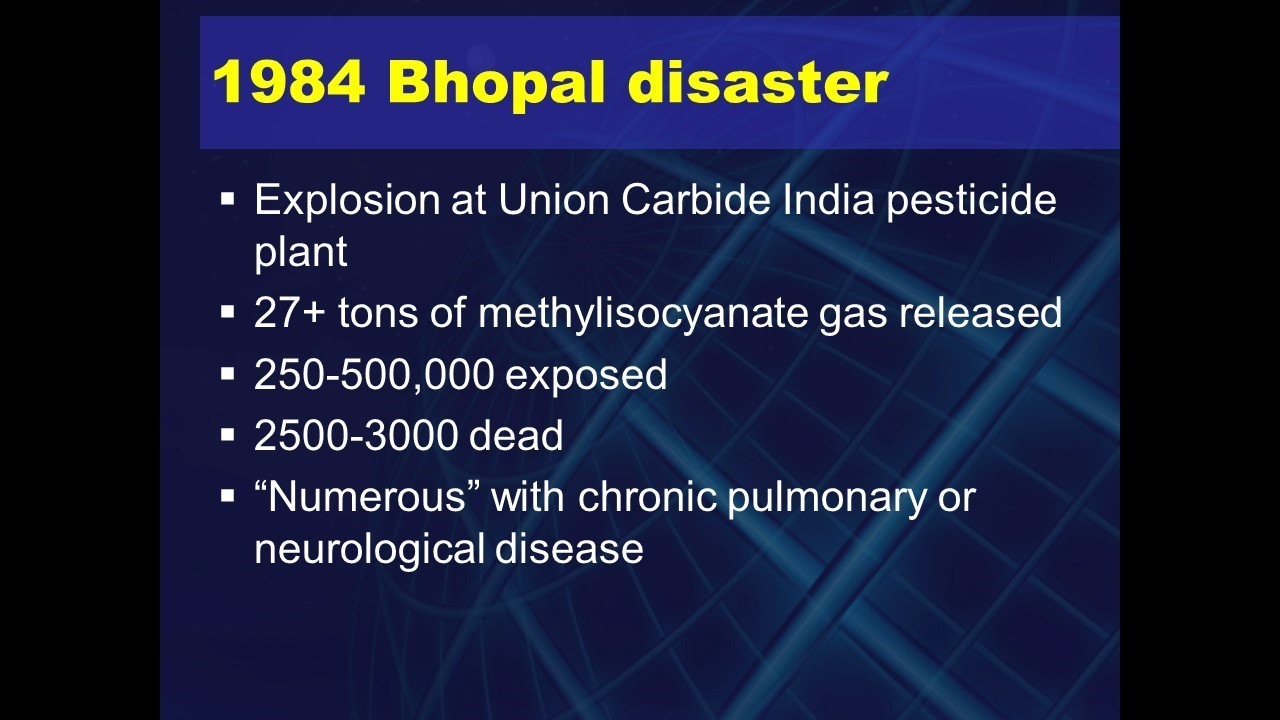 1984 Bhopal disaster
▪ Explosion at Union Carbide India pesticide
plant
▪ 27+ tons of methylisocyanate gas released
▪ 250-500,000 exposed
▪ 2500-3000 dead
▪ “Numerous” with chronic pulmonary or
neurological disease